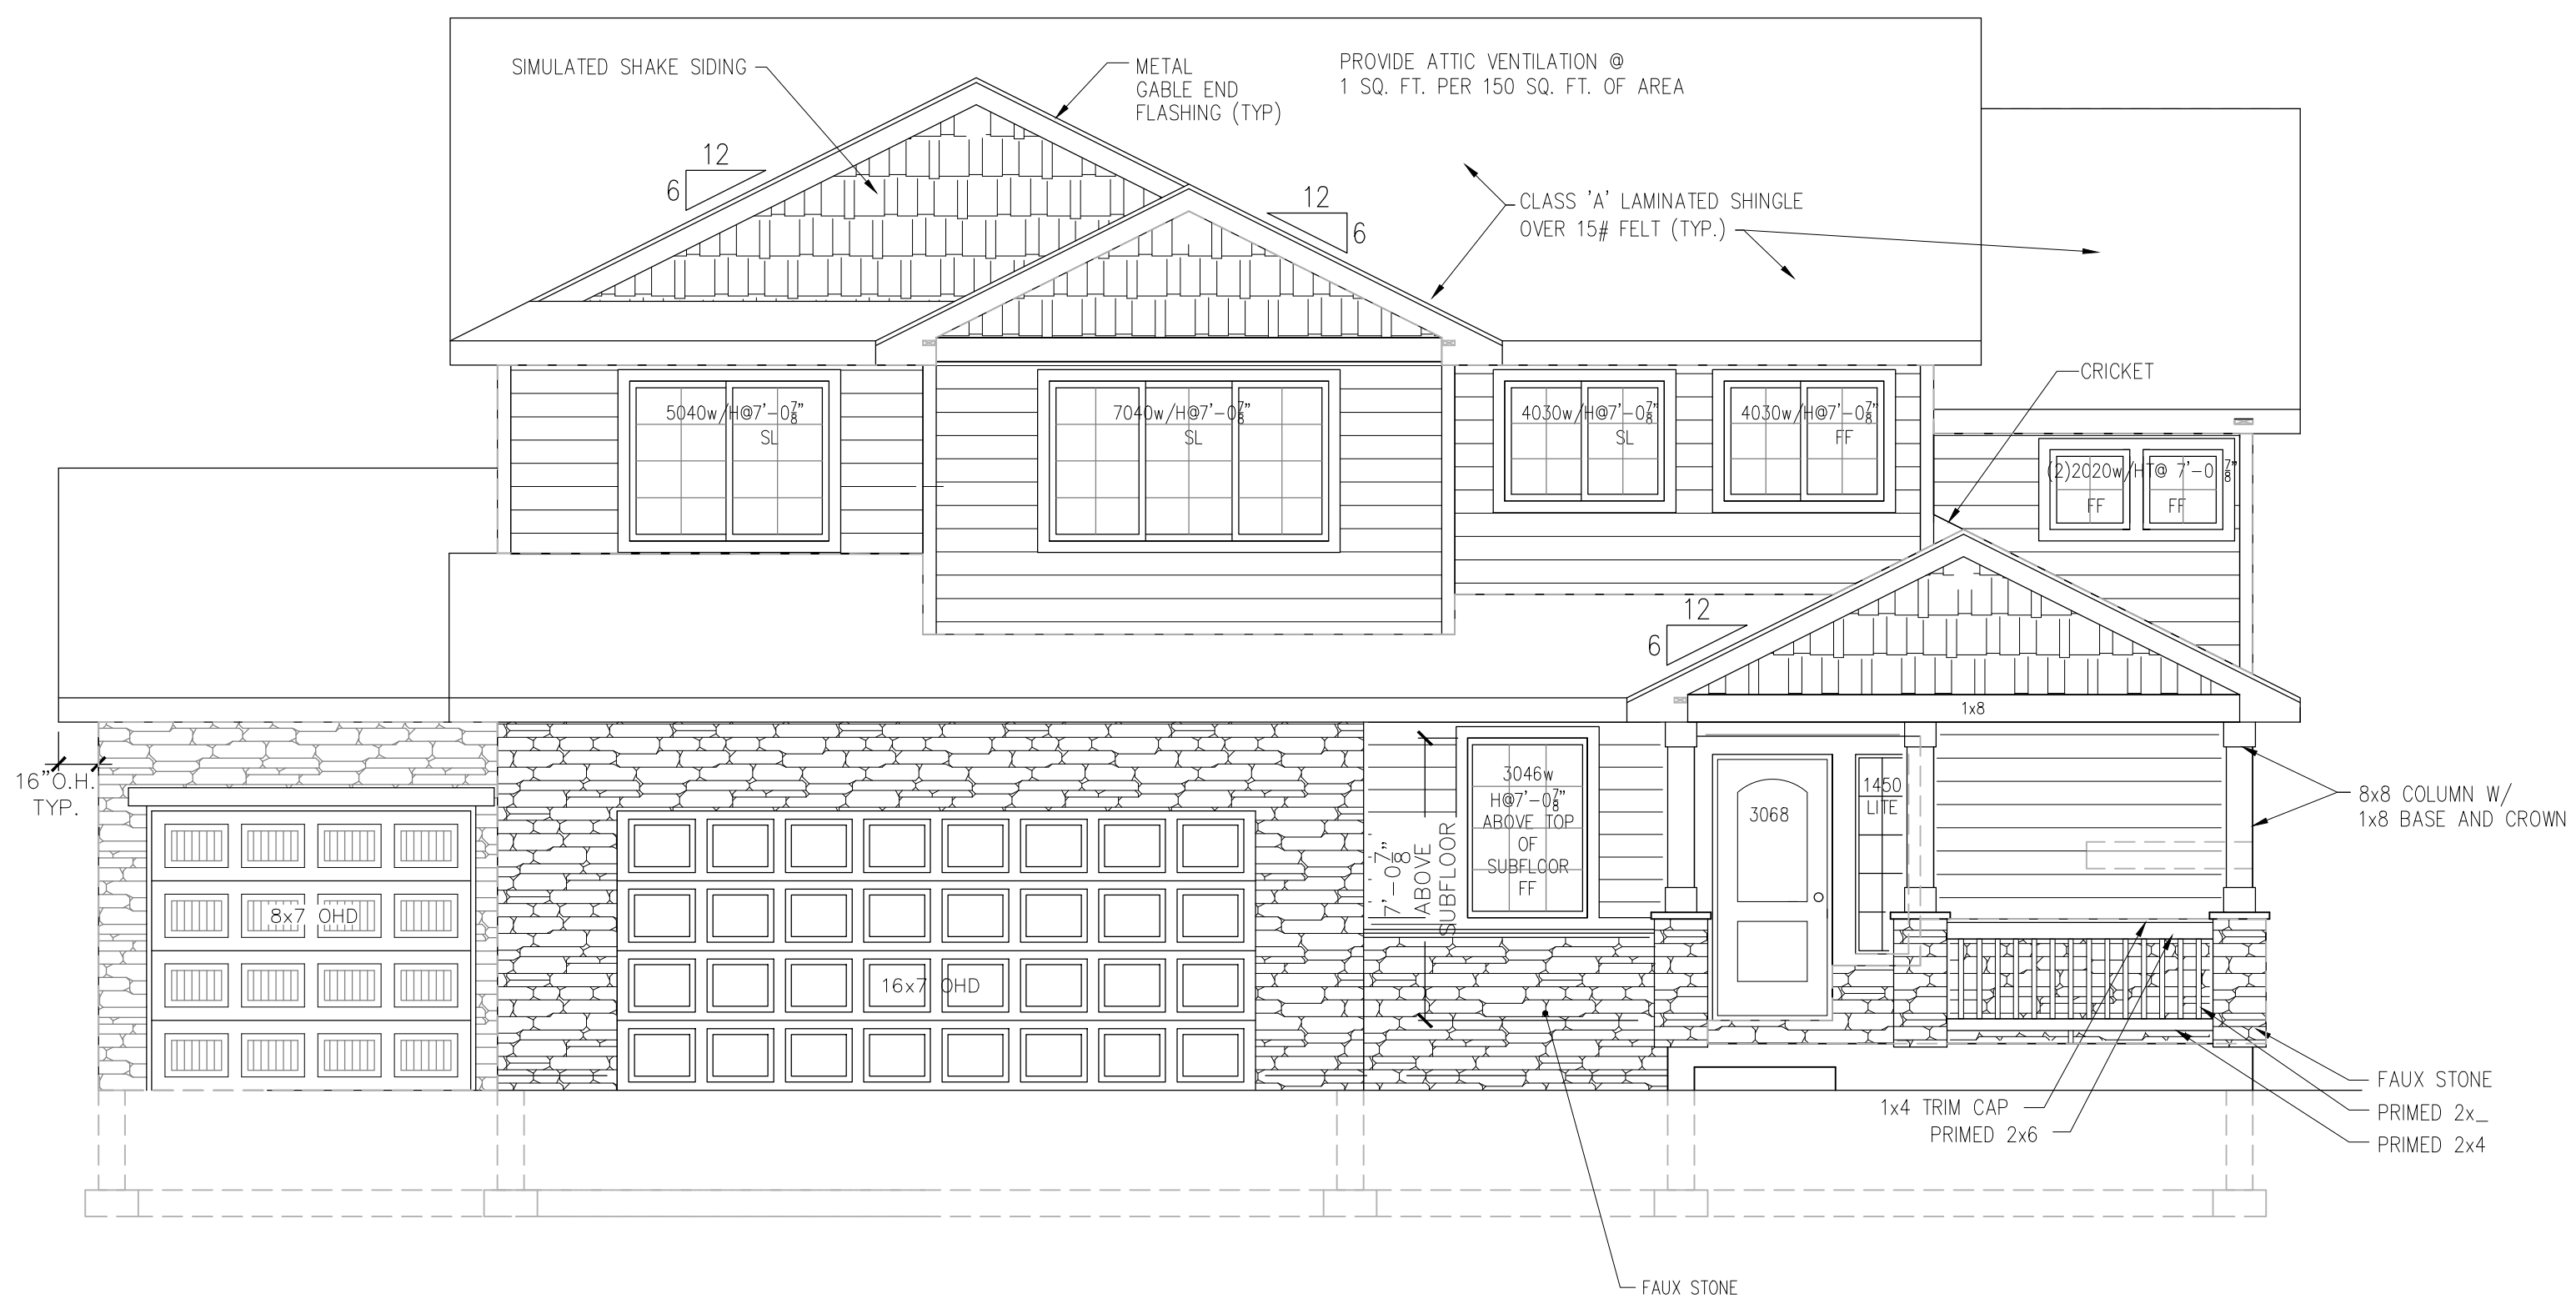 SIMULATED SHAKE SIDING
METAL
GABLE END
FLASHING (TYP)
PROVIDE ATTIC VENTILATION @
1 SQ. FT. PER 150 SQ. FT. OF AREA
12
6
12
6
CLASS 'A' LAMINATED SHINGLE
OVER 15# FELT (TYP.)
CRICKET
5040w/H@7'-0⅞"
SL
7040w/H@7'-0⅞"
SL
4030w/H@7'-0⅞"
SL
4030w/H@7'-0⅞"
FF
(2)2020w/HT@ 7'-0⅞"
FF
FF
12
6
1x8
16"O.H.
TYP.
3046w
H@7'-0⅞"
ABOVE TOP
OF
SUBFLOOR
FF
7'-0⅞"
ABOVE
SUBFLOOR
3068
1450
LITE
8x8 COLUMN W/
1x8 BASE AND CROWN
8x7 OHD
16x7 OHD
FAUX STONE
1x4 TRIM CAP
PRIMED 2x_
PRIMED 2x6
PRIMED 2x4
FAUX STONE